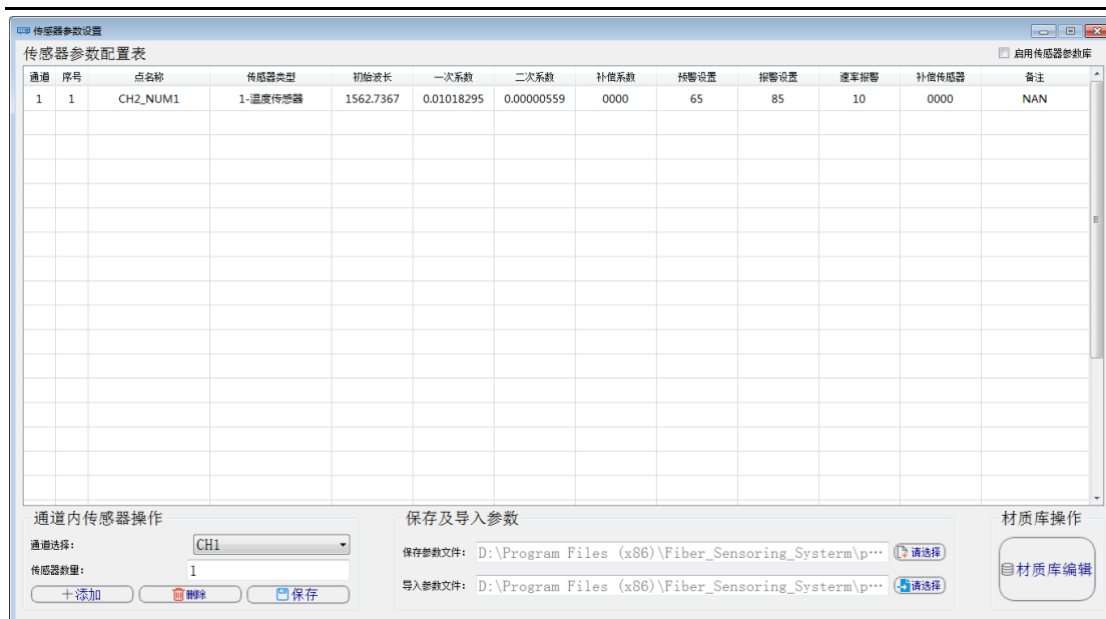 传感器参数设置
传感器参数配置表
启用传感器参数库
通道 序号 点名称 传感器类型 初始波长 一次系数 二次系数 补偿系数 预警设置 报警设置 速率报警 补偿传感器 备注
1 1 CH2_NUM1 1-温度传感器 1562.7367 0.01018295 0.00000559 0000 65 85 10 0000 NAN
通道内传感器操作
通道选择: CH1
传感器数量: 1
添加 删除 保存
保存及导入参数
保存参数文件: D:\Program Files (x86)\Fiber_Sensoring_Systerm\p… 请选择
导入参数文件: D:\Program Files (x86)\Fiber_Sensoring_Systerm\p… 请选择
材质库操作
材质库编辑